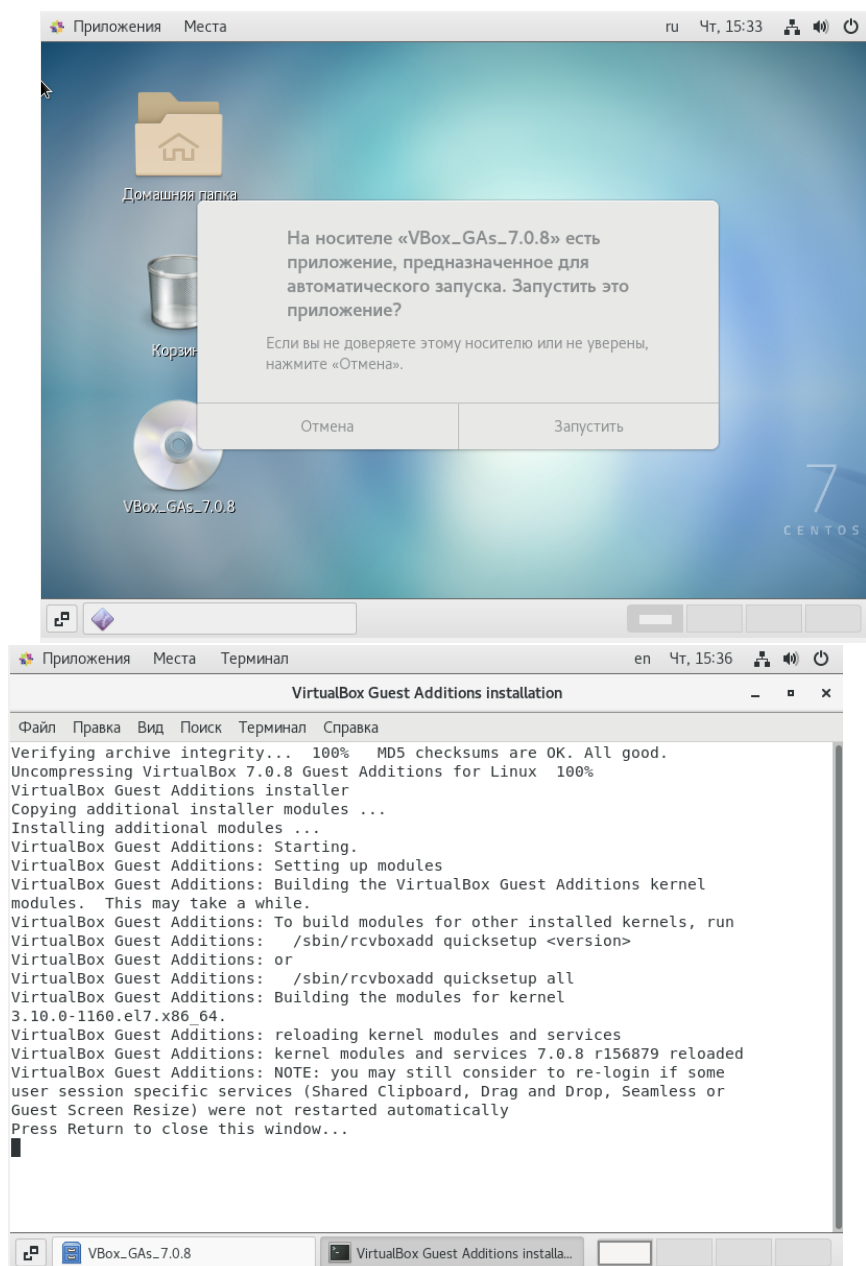 Приложения Места ru Чт, 15:33
Домашняя папка
На носителе «VBox_GAs_7.0.8» есть
приложение, предназначенное для
автоматического запуска. Запустить это
приложение?
Если вы не доверяете этому носителю или не уверены,
нажмите «Отмена».
Корзин
Отмена Запустить
VBox_GAs_7.0.8
7
CENTOS
Приложения Места Терминал en Чт, 15:36
VirtualBox Guest Additions installation
Файл Правка Вид Поиск Терминал Справка
Verifying archive integrity... 100% MD5 checksums are OK. All good.
Uncompressing VirtualBox 7.0.8 Guest Additions for Linux 100%
VirtualBox Guest Additions installer
Copying additional installer modules ...
Installing additional modules ...
VirtualBox Guest Additions: Starting.
VirtualBox Guest Additions: Setting up modules
VirtualBox Guest Additions: Building the VirtualBox Guest Additions kernel
modules. This may take a while.
VirtualBox Guest Additions: To build modules for other installed kernels, run
VirtualBox Guest Additions: /sbin/rcvboxadd quicksetup <version>
VirtualBox Guest Additions: or
VirtualBox Guest Additions: /sbin/rcvboxadd quicksetup all
VirtualBox Guest Additions: Building the modules for kernel
3.10.0-1160.el7.x86_64.
VirtualBox Guest Additions: reloading kernel modules and services
VirtualBox Guest Additions: kernel modules and services 7.0.8 r156879 reloaded
VirtualBox Guest Additions: NOTE: you may still consider to re-login if some
user session specific services (Shared Clipboard, Drag and Drop, Seamless or
Guest Screen Resize) were not restarted automatically
Press Return to close this window...
VBox_GAs_7.0.8 VirtualBox Guest Additions installa...